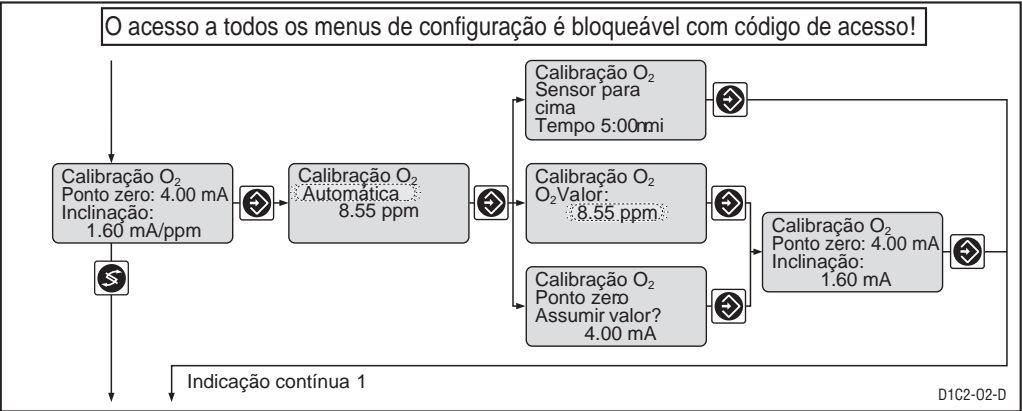 O acesso a todos os menus de configuração é bloqueável com código de acesso!
Calibração O₂
Ponto zero: 4.00 mA
Inclinação:
1.60 mA/ppm
Calibração O₂
Automática
8.55 ppm
Calibração O₂
Sensor para
cima
Tempo 5:00
Calibração O₂
O₂Valor:
8.55 ppm
Calibração O₂
Ponto zero
Assumir valor?
4.00 mA
Calibração O₂
Ponto zero: 4.00 mA
Inclinação:
1.60 mA
Indicação contínua 1
D1C2-O2-D